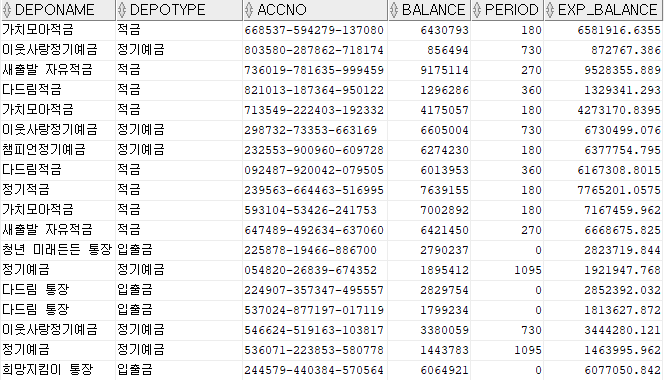 DEPONAME DEPOTYPE ACCNO BALANCE PERIOD EXP_BALANCE
가치모아적금 적금 668537-594279-137080 6430793 180 6581916.6355
이웃사랑정기예금 정기예금 803580-287862-718174 856494 730 872767.386
새출발 자유적금 적금 736019-781635-999459 9175114 270 9528355.889
다드림적금 적금 821013-187364-950122 1296286 360 1329341.293
가치모아적금 적금 713549-222403-192332 4175057 180 4273170.8395
이웃사랑정기예금 정기예금 298732-73353-663169 6605004 730 6730499.076
챔피언정기예금 정기예금 232553-900960-609728 6274230 180 6377754.795
다드림적금 적금 092487-920042-079505 6013953 360 6167308.8015
정기적금 적금 239563-664463-516995 7639155 180 7765201.0575
가치모아적금 적금 593104-53426-241753 7002892 180 7167459.962
새출발 자유적금 적금 647489-492634-637060 6421450 270 6668675.825
청년 미래든든 통장 입출금 225878-19466-886700 2790237 0 2823719.844
정기예금 정기예금 054820-26839-674352 1895412 1095 1921947.768
다드림 통장 입출금 224907-357347-495557 2829754 0 2852392.032
다드림 통장 입출금 537024-877197-017119 1799234 0 1813627.872
이웃사랑정기예금 정기예금 546624-519163-103817 3380059 730 3444280.121
정기예금 정기예금 536071-223853-580778 1443783 1095 1463995.962
희망지킴이 통장 입출금 244579-440384-570564 6064921 0 6077050.842